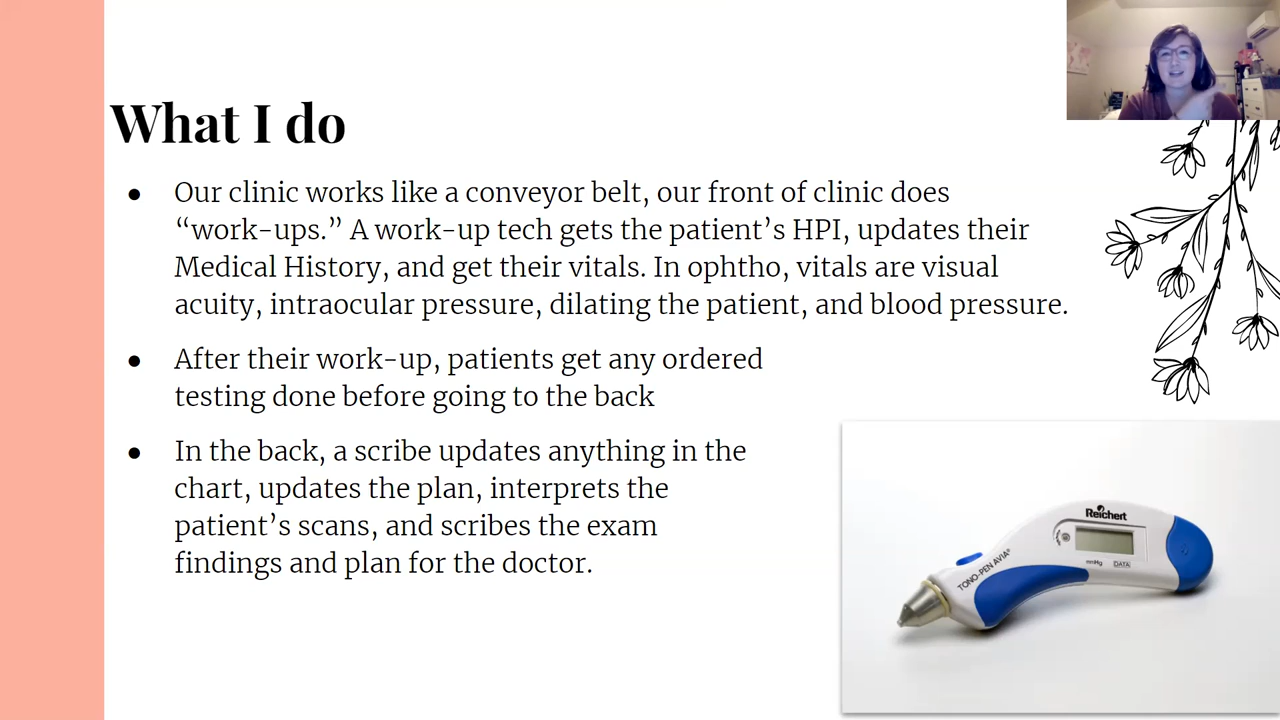 What I do
● Our clinic works like a conveyor belt, our front of clinic does
“work-ups.” A work-up tech gets the patient’s HPI, updates their
Medical History, and get their vitals. In ophtho, vitals are visual
acuity, intraocular pressure, dilating the patient, and blood pressure.
● After their work-up, patients get any ordered
testing done before going to the back
● In the back, a scribe updates anything in the
chart, updates the plan, interprets the
patient’s scans, and scribes the exam
findings and plan for the doctor.
Reichert
TONO-PEN AVIA®
mmHg DATA